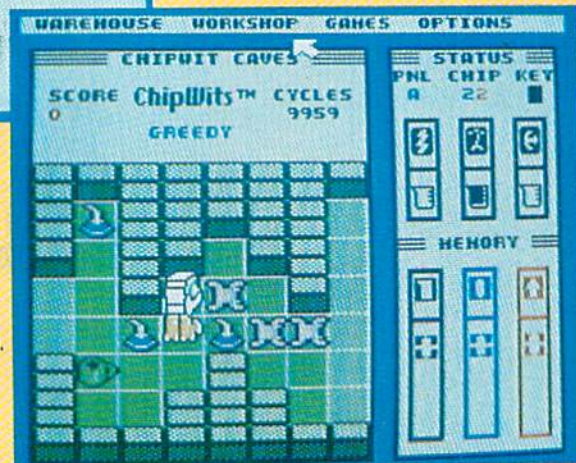 WAREHOUSE WORKSHOP GAMES OPTIONS
CHIPWIT CAVES
SCORE ChipWits™ CYCLES
0 9959
GREEDY
STATUS
PNL CHIP KEY
A 22
MEMORY